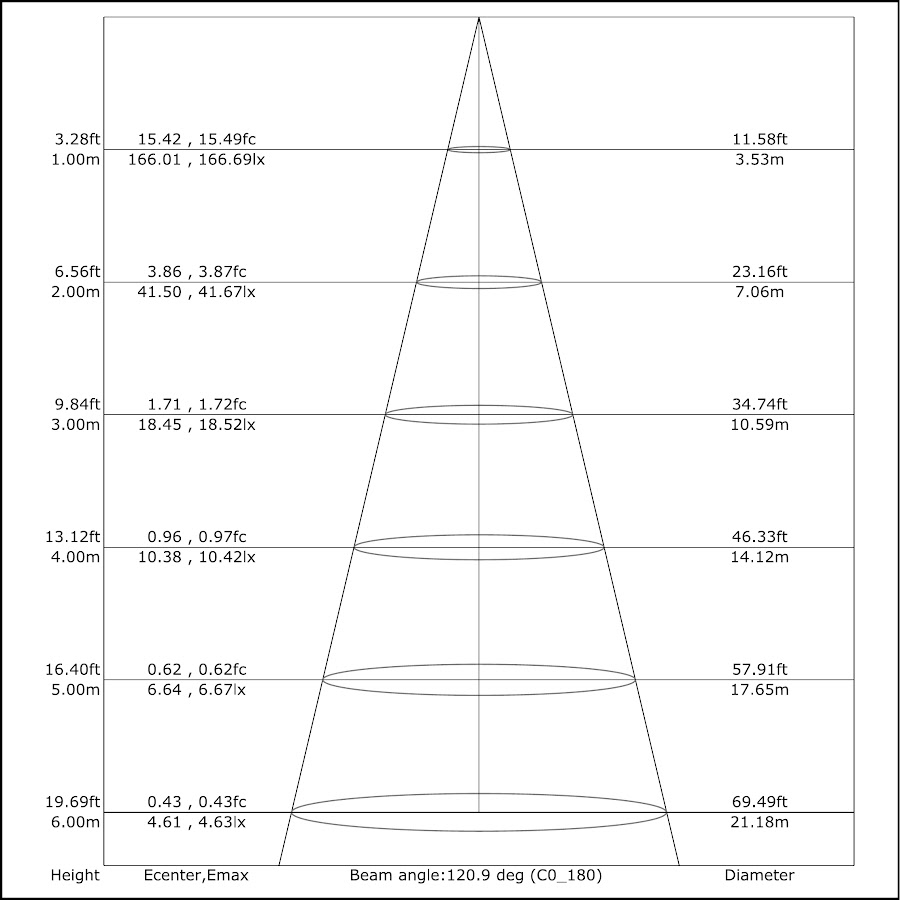 3.28ft 15.42 , 15.49fc 11.58ft
1.00m 166.01 , 166.69lx 3.53m
6.56ft 3.86 , 3.87fc 23.16ft
2.00m 41.50 , 41.67lx 7.06m
9.84ft 1.71 , 1.72fc 34.74ft
3.00m 18.45 , 18.52lx 10.59m
13.12ft 0.96 , 0.97fc 46.33ft
4.00m 10.38 , 10.42lx 14.12m
16.40ft 0.62 , 0.62fc 57.91ft
5.00m 6.64 , 6.67lx 17.65m
19.69ft 0.43 , 0.43fc 69.49ft
6.00m 4.61 , 4.63lx 21.18m
Height Ecenter,Emax Beam angle:120.9 deg (C0_180) Diameter